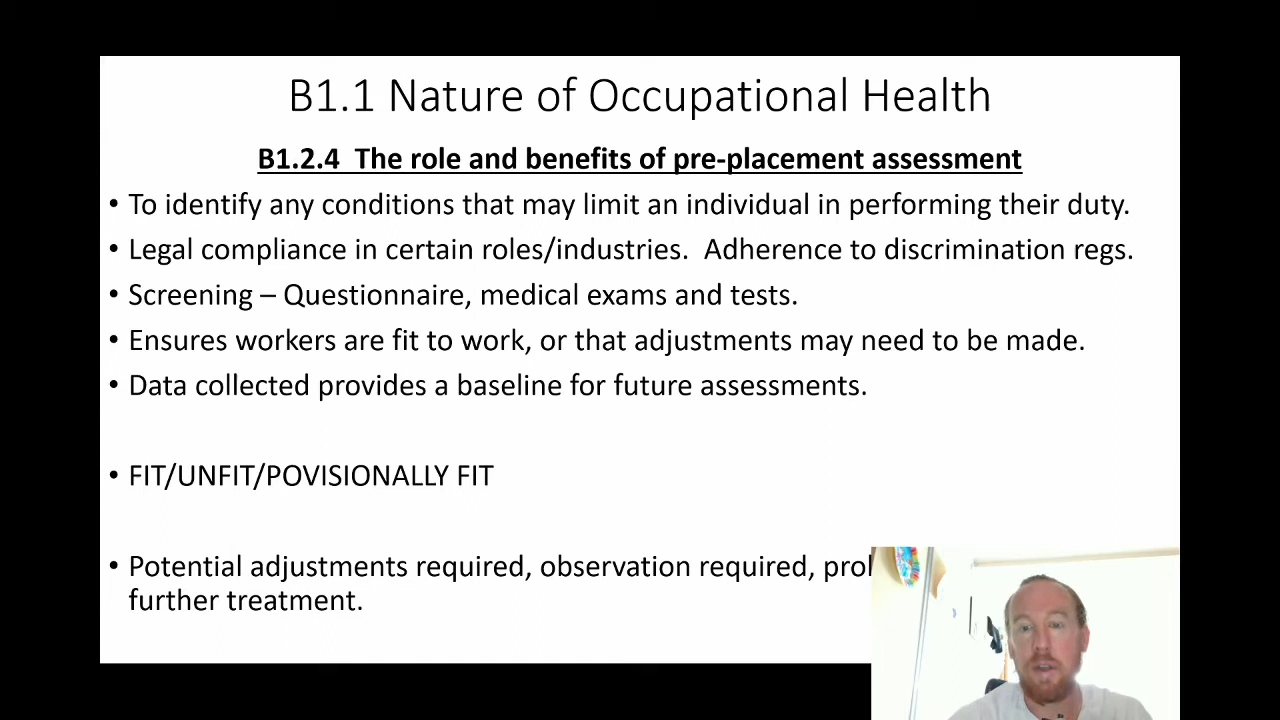 B1.1 Nature of Occupational Health
B1.2.4 The role and benefits of pre-placement assessment
• To identify any conditions that may limit an individual in performing their duty.
• Legal compliance in certain roles/industries. Adherence to discrimination regs.
• Screening – Questionnaire, medical exams and tests.
• Ensures workers are fit to work, or that adjustments may need to be made.
• Data collected provides a baseline for future assessments.
• FIT/UNFIT/POVISIONALLY FIT
• Potential adjustments required, observation required,
further treatment.